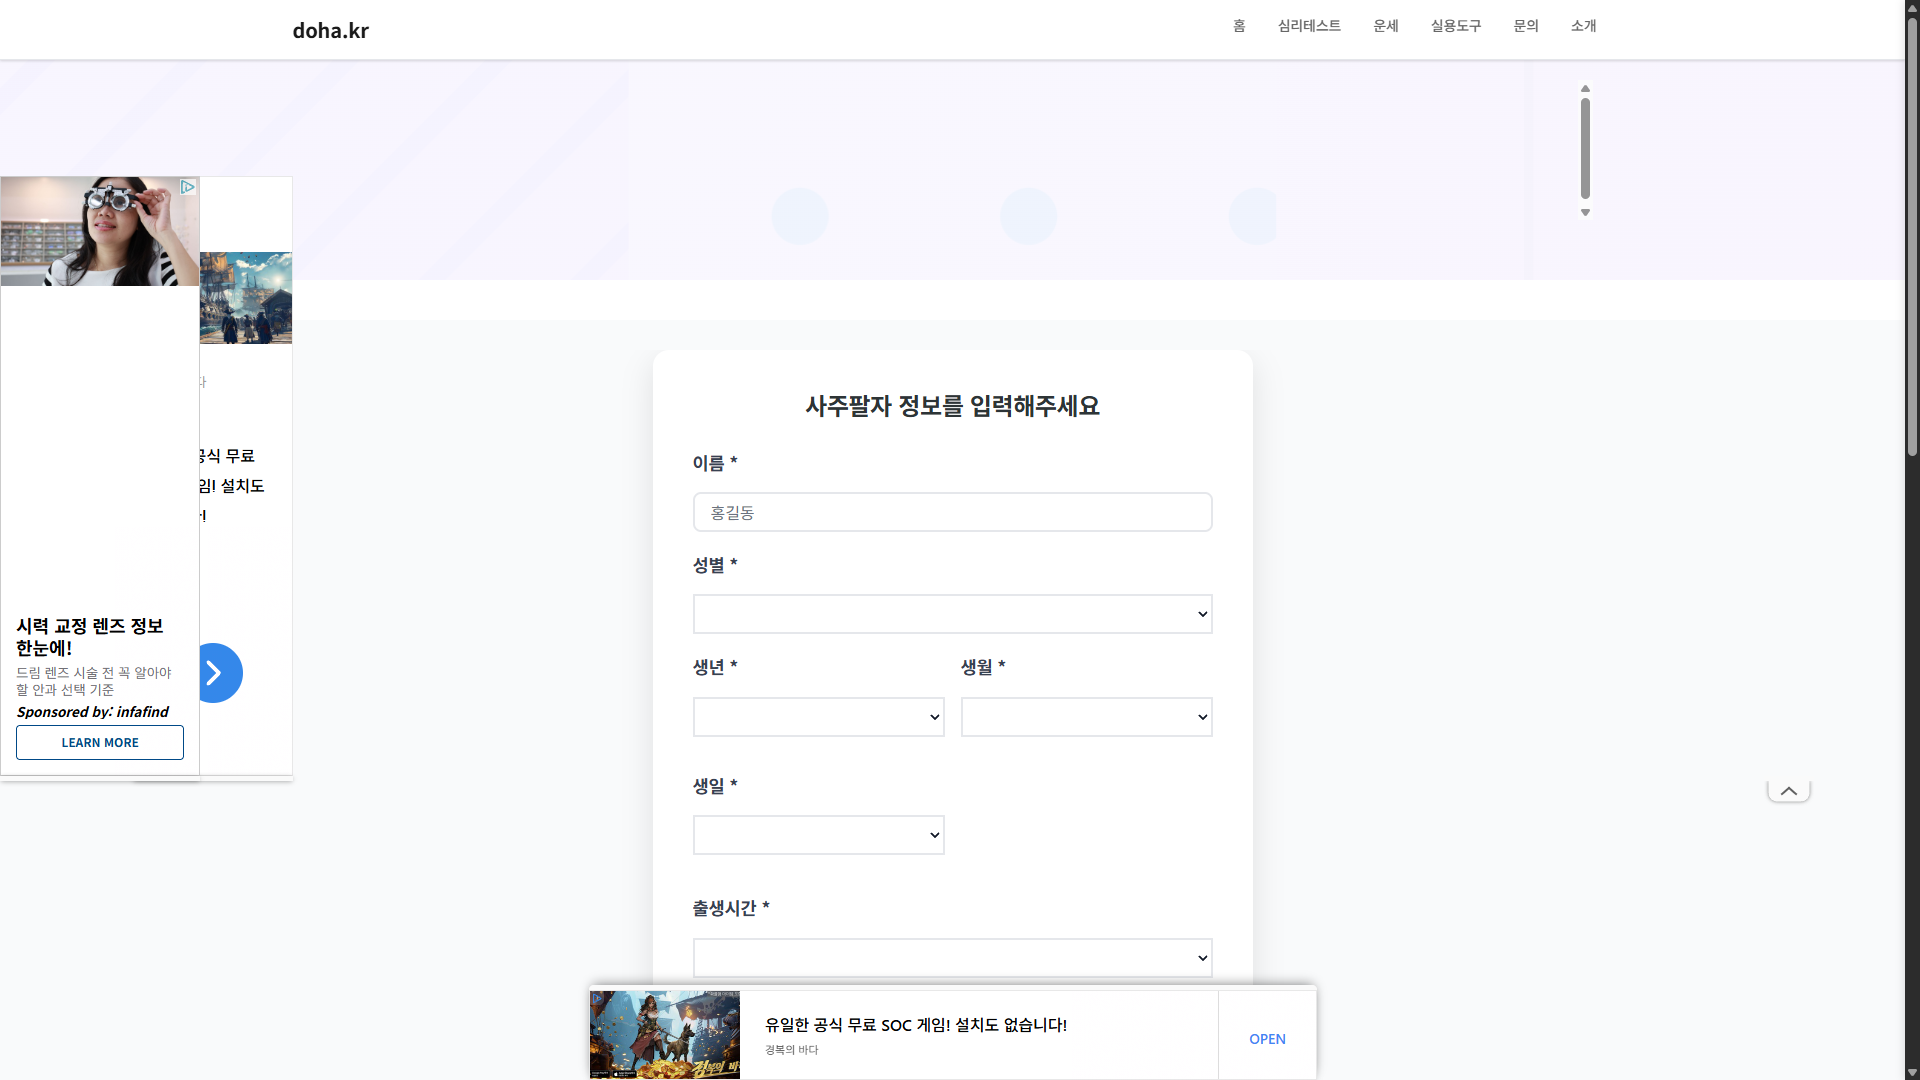 doha.kr
홈
심리테스트
운세
실용도구
문의
소개
사주팔자 정보를 입력해주세요
이름 *
홍길동
성별 *
생년 *
생월 *
생일 *
출생시간 *
시력 교정 렌즈 정보
한눈에!
드림 렌즈 시술 전 꼭 알아야
할 안과 선택 기준
Sponsored by: infafind
LEARN MORE
다
공식 무료
임! 설치도
유일한 공식 무료 SOC 게임! 설치도 없습니다!
경복의 바다
OPEN